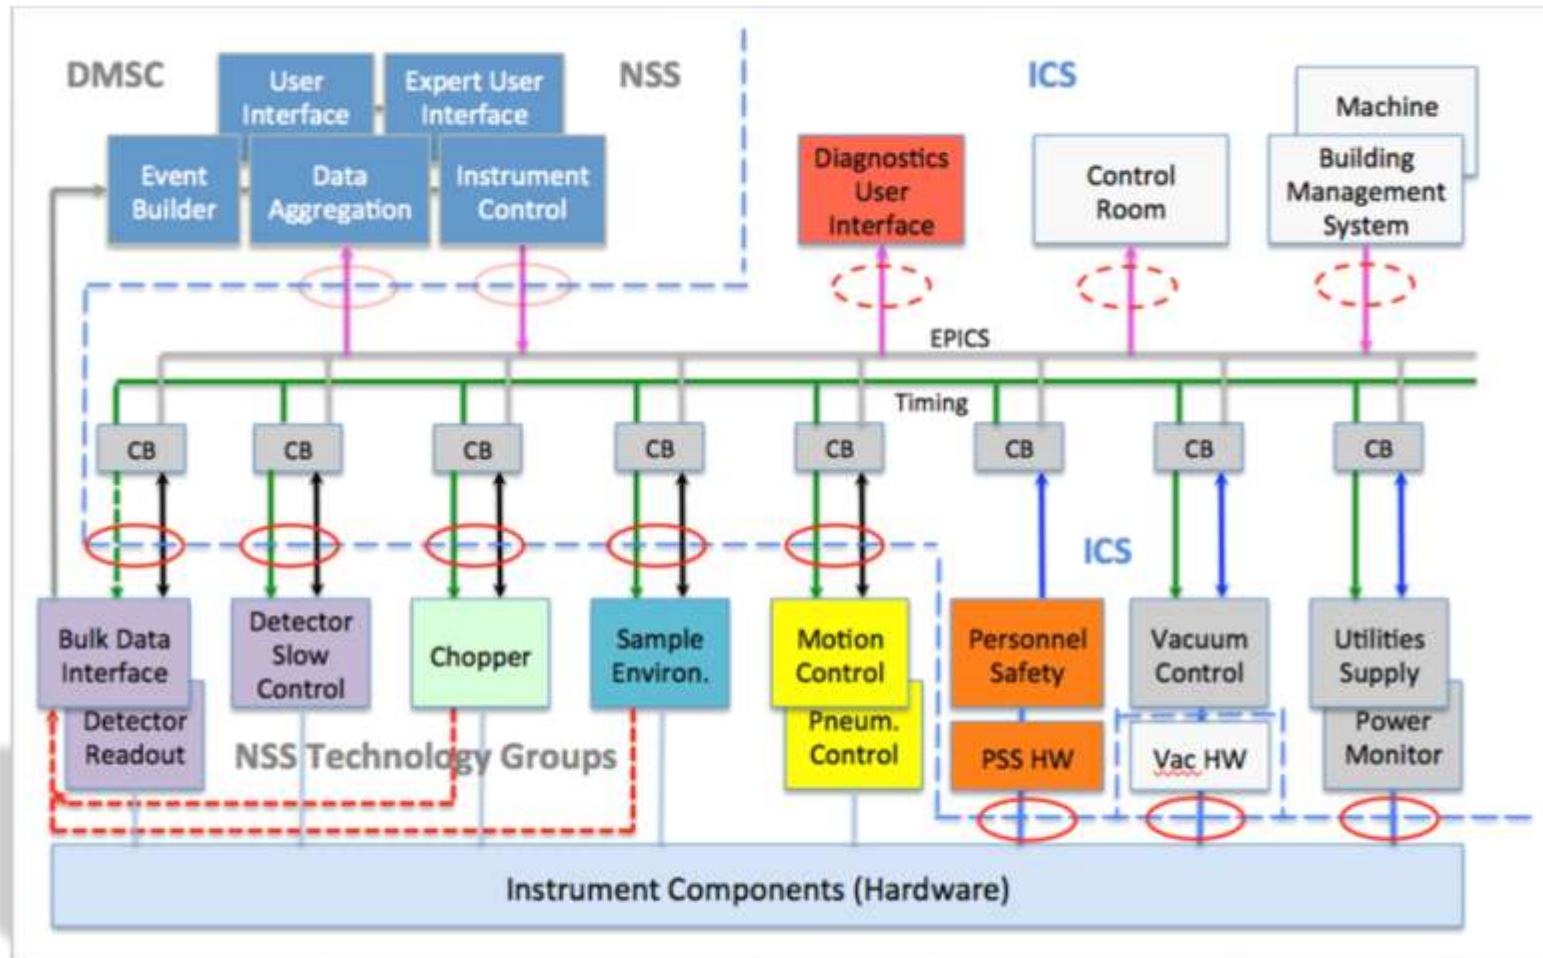 DMSC
User
Interface
Expert User
Interface
NSS
ICS
Machine
Event
Builder
Data
Aggregation
Instrument
Control
Diagnostics
User
Interface
Control
Room
Building
Management
System
EPICS
Timing
CB
CB
CB
CB
CB
CB
CB
CB
ICS
Bulk Data
Interface
Detector
Slow
Control
Chopper
Sample
Environ.
Motion
Control
Personnel
Safety
Vacuum
Control
Utilities
Supply
Detector
Readout
NSS Technology Groups
Pneum.
Control
PSS HW
Vac HW
Power
Monitor
Instrument Components (Hardware)